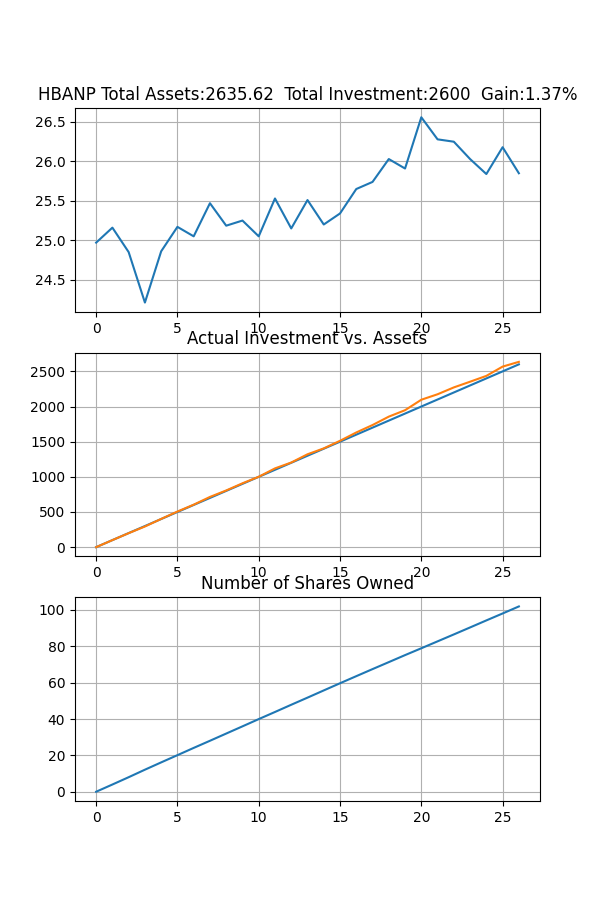 HBANP Total Assets:2635.62  Total Investment:2600  Gain:1.37%
26.5
26.0
25.5
25.0
24.5
0 5 10 15 20 25
Actual Investment vs. Assets
2500
2000
1500
1000
500
0
0 5 10 15 20 25
Number of Shares Owned
100
80
60
40
20
0
0 5 10 15 20 25